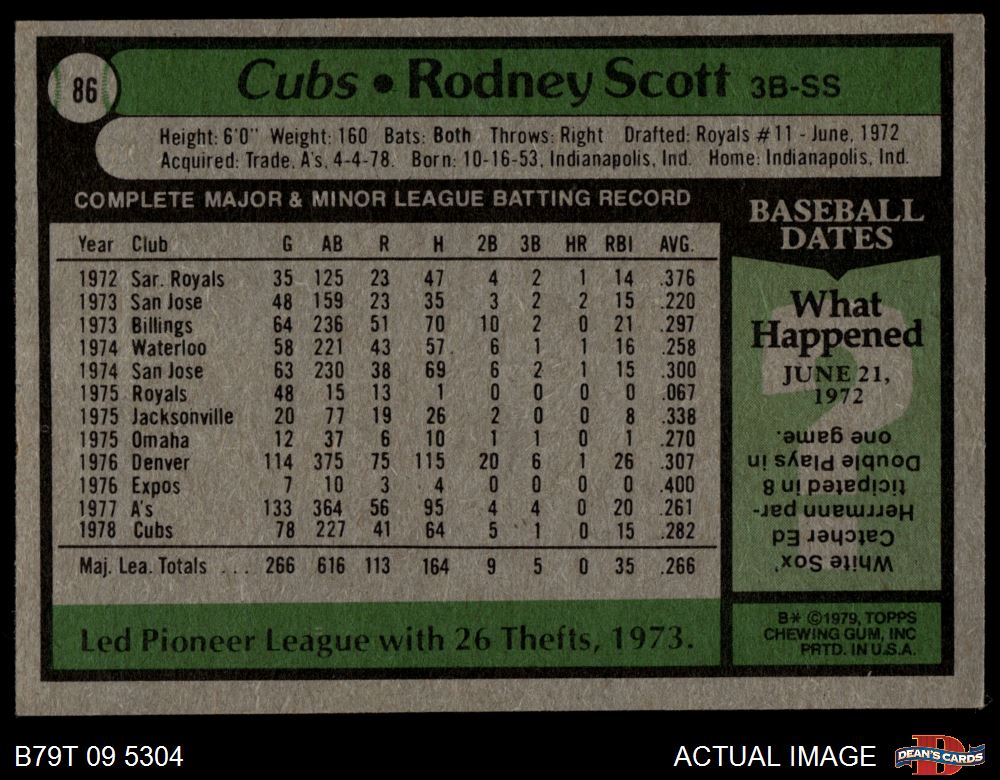 86
Cubs • Rodney Scott 3B-SS
Height: 6'0" Weight: 160 Bats: Both Throws: Right Drafted: Royals #11 - June, 1972
Acquired: Trade, A's, 4-4-78. Born: 10-16-53, Indianapolis, Ind. Home: Indianapolis, Ind.
COMPLETE MAJOR & MINOR LEAGUE BATTING RECORD
Year Club G AB R H 2B 3B HR RBI AVG.
1972 Sar. Royals 35 125 23 47 4 2 1 14 .376
1973 San Jose 48 159 23 35 3 2 2 15 .220
1973 Billings 64 236 51 70 10 2 0 21 .297
1974 Waterloo 58 221 43 57 6 1 1 16 .258
1974 San Jose 63 230 38 69 6 2 1 15 .300
1975 Royals 48 15 13 1 0 0 0 0 .067
1975 Jacksonville 20 77 19 26 2 0 0 8 .338
1975 Omaha 12 37 6 10 1 1 0 1 .270
1976 Denver 114 375 75 115 20 6 1 26 .307
1976 Expos 7 10 3 4 0 0 0 0 .400
1977 A's 133 364 56 95 4 4 0 20 .261
1978 Cubs 78 227 41 64 5 1 0 15 .282
Maj. Lea. Totals ... 266 616 113 164 9 5 0 35 .266
Led Pioneer League with 26 Thefts, 1973.
BASEBALL
DATES
What
Happened
JUNE 21,
1972
White Sox'
Catcher Ed
Herrmann par-
ticipated in 8
Double Plays in
one game.
B* ©1979, TOPPS
CHEWING GUM, INC
PRTD. IN U.S.A.
B79T 09 5304
ACTUAL IMAGE
D
DEAN'S CARDS